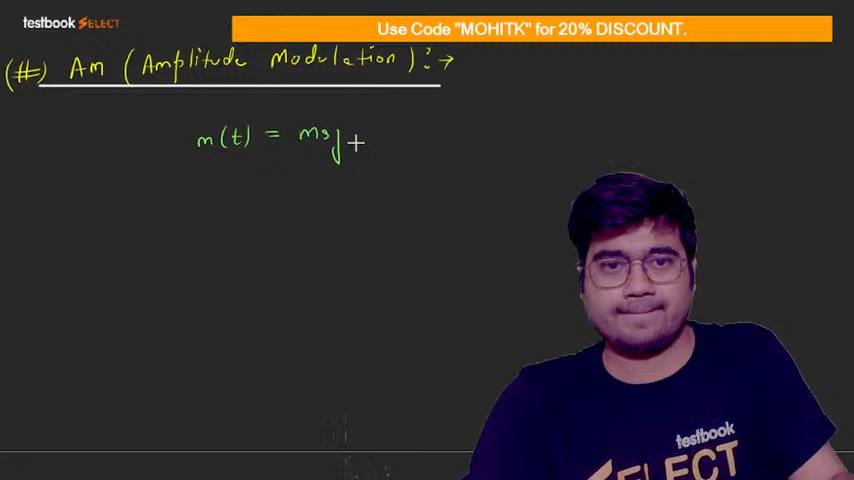 testbook SELECT
Use Code "MOHITK" for 20% DISCOUNT.
(#) Am (Amplitude Modulation) :→
m(t) = msg
testbook
SELECT